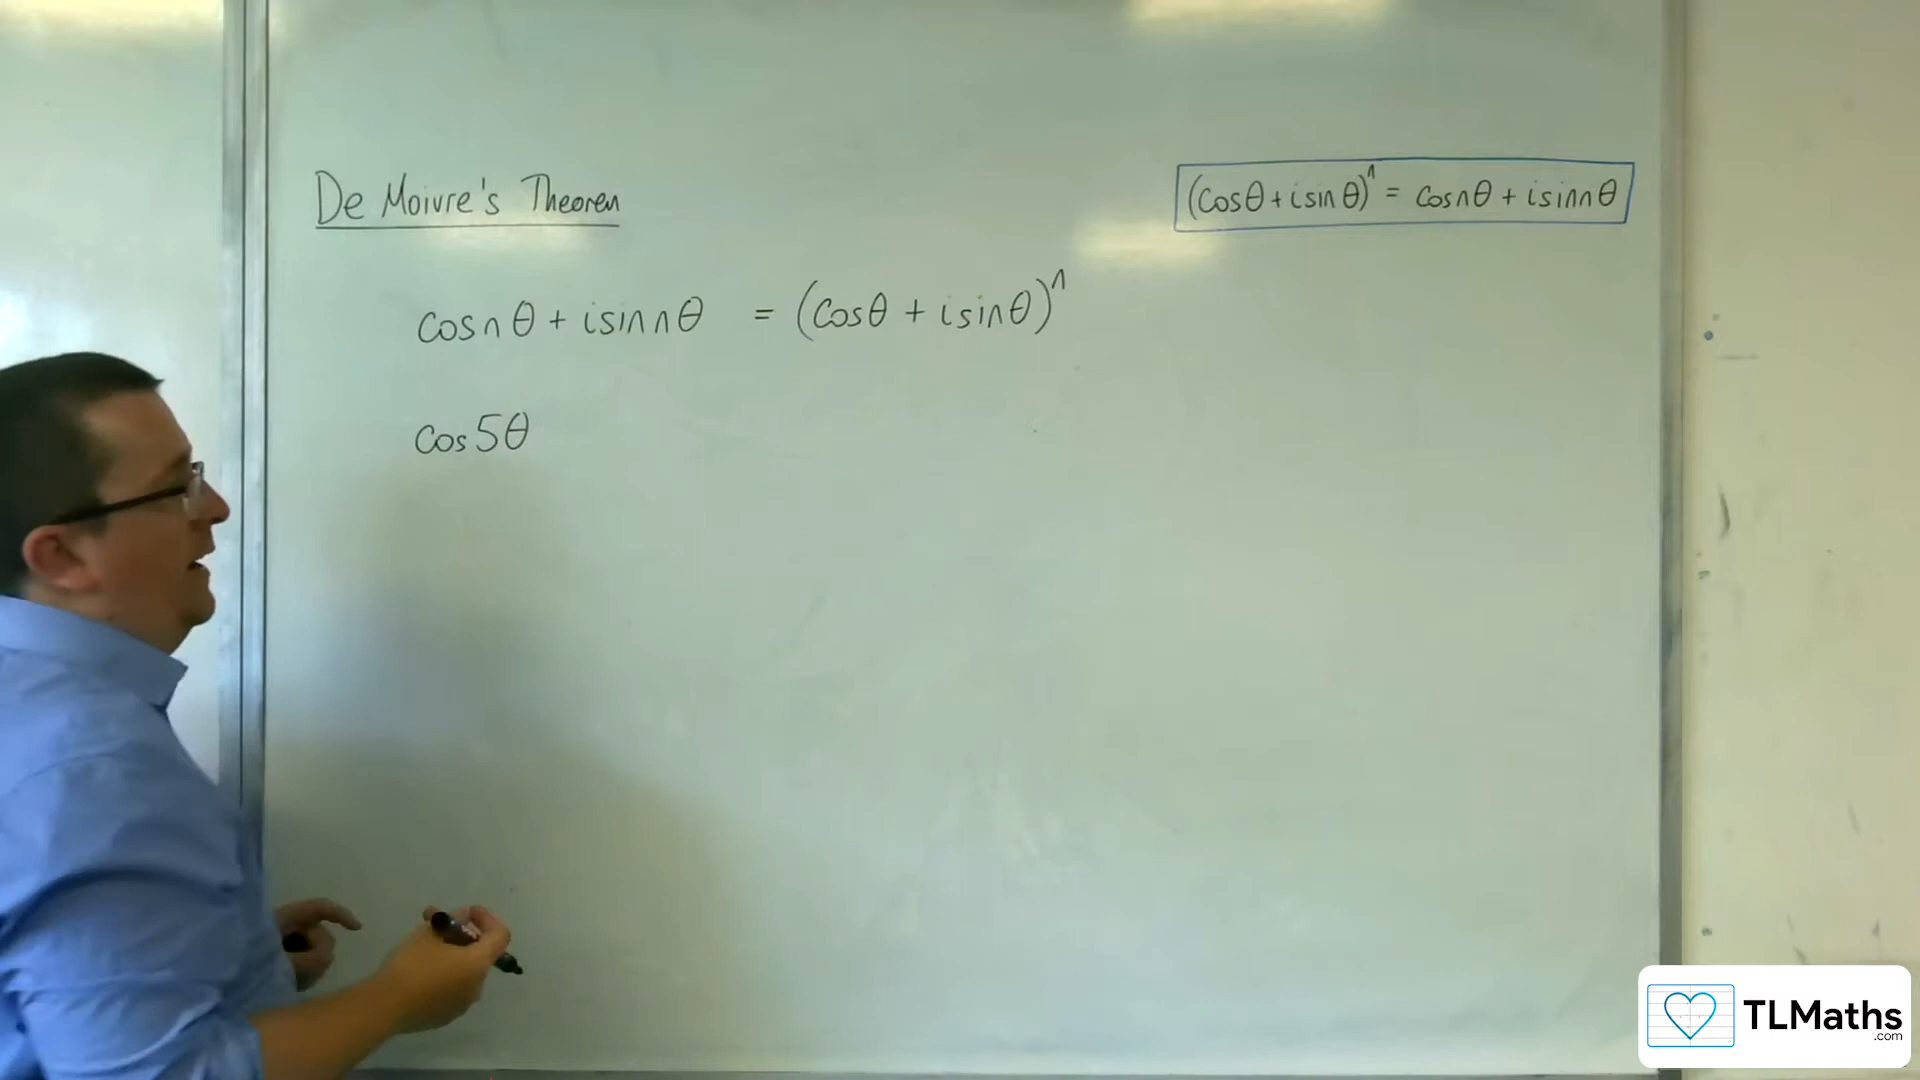 De Moivre's Theorem
(cosθ + isinθ)ⁿ = cosnθ + isinnθ
cosnθ + isinnθ = (cosθ + isinθ)ⁿ
cos5θ
TLMaths
.com